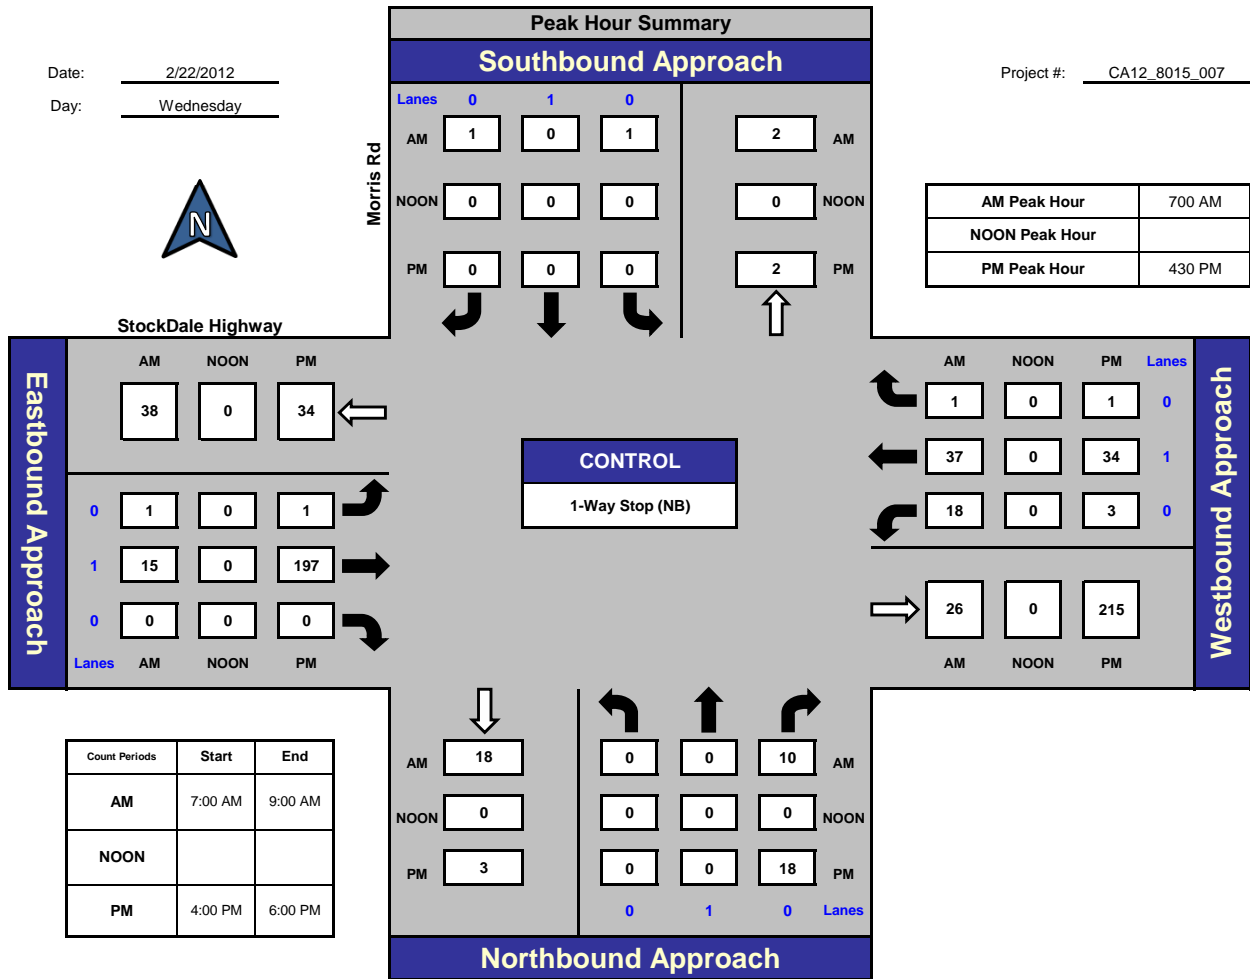 Peak Hour Summary
Southbound Approach
Date: 2/22/2012
Project #: CA12_8015_007
Day: Wednesday
Lanes 0 1 0
AM 1 0 1 2 AM
Morris Rd
NOON 0 0 0 0 NOON
PM 0 0 0 2 PM
N
AM Peak Hour 700 AM
NOON Peak Hour
PM Peak Hour 430 PM
StockDale Highway
Eastbound Approach
AM NOON PM
38 0 34
0 1 0 1
1 15 0 197
0 0 0 0
Lanes AM NOON PM
CONTROL
1-Way Stop (NB)
AM NOON PM Lanes
1 0 1 0
37 0 34 1
18 0 3 0
26 0 215
AM NOON PM
Westbound Approach
Count Periods Start End
AM 7:00 AM 9:00 AM
NOON
PM 4:00 PM 6:00 PM
AM 18 0 0 10 AM
NOON 0 0 0 0 NOON
PM 3 0 0 18 PM
0 1 0 Lanes
Northbound Approach